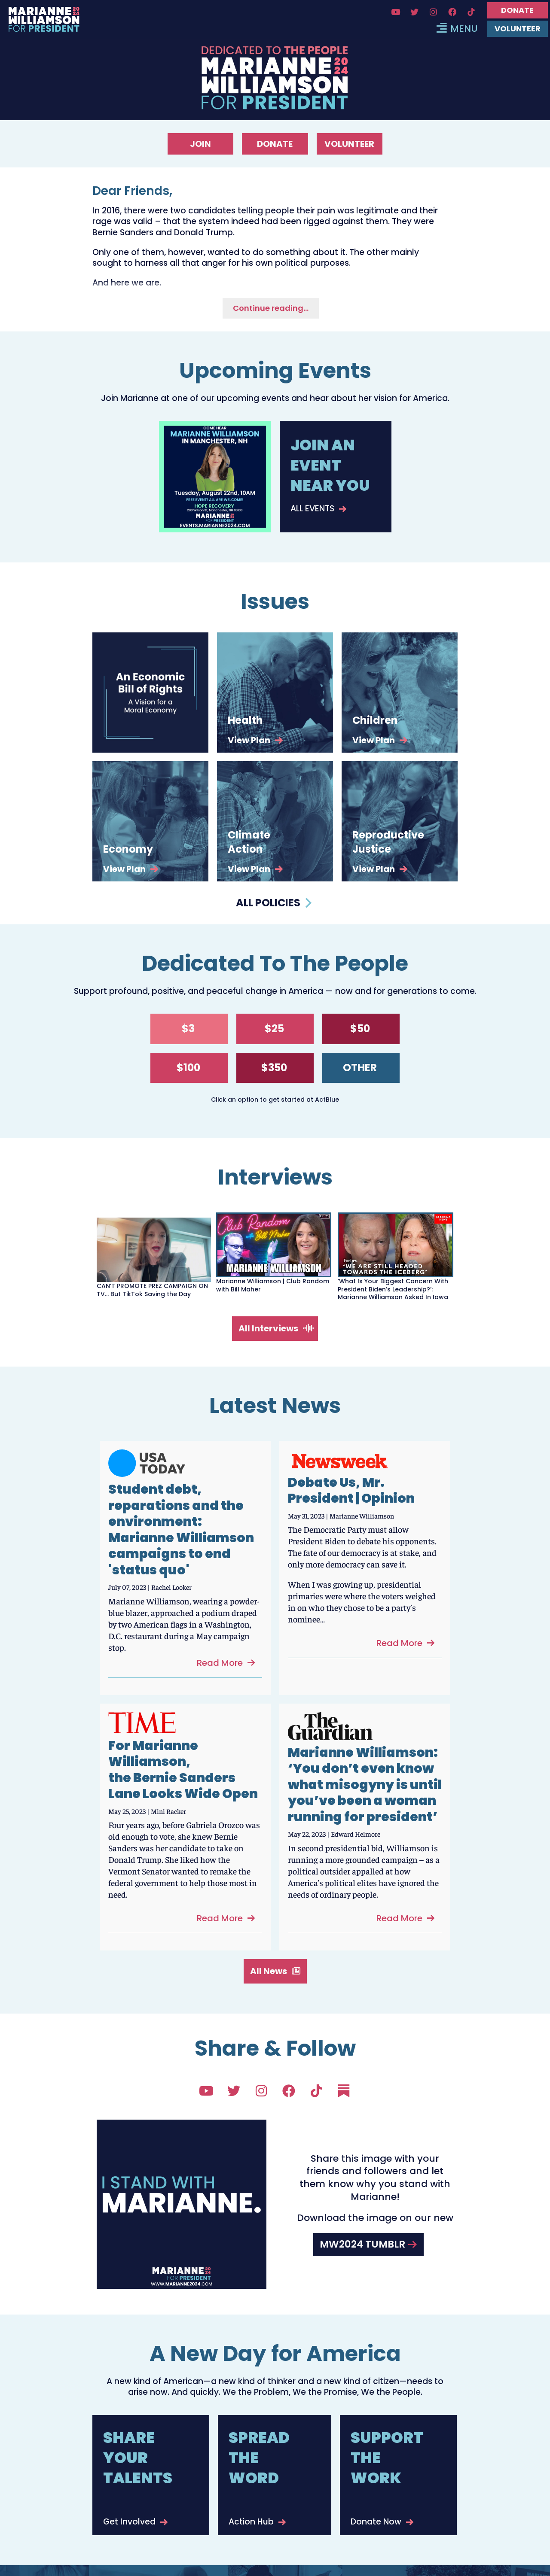 MARIANNE 20 24
WILLIAMSON
FOR PRESIDENT
DONATE
MENU
VOLUNTEER
DEDICATED TO THE PEOPLE
MARIANNE 20 24
WILLIAMSON
FOR PRESIDENT
JOIN
DONATE
VOLUNTEER
Dear Friends,
In 2016, there were two candidates telling people their pain was legitimate and their
rage was valid – that the system indeed had been rigged against them. They were
Bernie Sanders and Donald Trump.
Only one of them, however, wanted to do something about it. The other mainly
sought to harness all that anger for his own political purposes.
And here we are.
Continue reading...
Upcoming Events
Join Marianne at one of our upcoming events and hear about her vision for America.
COME HEAR
MARIANNE WILLIAMSON
IN MANCHESTER, NH
Tuesday, August 22nd, 10AM
FREE EVENT! ALL ARE WELCOME!
HOPE RECOVERY
MARIANNE
FOR PRESIDENT
EVENTS.MARIANNE2024.COM
JOIN AN
EVENT
NEAR YOU
ALL EVENTS
Issues
An Economic
Bill of Rights
A Vision for a
Moral Economy
Health
View Plan
Children
View Plan
Economy
View Plan
Climate
Action
View Plan
Reproductive
Justice
View Plan
ALL POLICIES
Dedicated To The People
Support profound, positive, and peaceful change in America — now and for generations to come.
$3
$25
$50
$100
$350
OTHER
Click an option to get started at ActBlue
Interviews
CAN'T PROMOTE PREZ CAMPAIGN ON
TV... But TikTok Saving the Day
Club Random
with Bill Maher
MARIANNE WILLIAMSON
Marianne Williamson | Club Random
with Bill Maher
BREAKING NEWS
Forbes
'WE ARE STILL HEADED
TOWARDS THE ICEBERG'
'What Is Your Biggest Concern With
President Biden's Leadership?':
Marianne Williamson Asked In Iowa
All Interviews
Latest News
USA
TODAY
Student debt,
reparations and the
environment:
Marianne Williamson
campaigns to end
'status quo'
July 07, 2023 | Rachel Looker
Marianne Williamson, wearing a powder-
blue blazer, approached a podium draped
by two American flags in a Washington,
D.C. restaurant during a May campaign
stop.
Read More
Newsweek
Debate Us, Mr.
President | Opinion
May 31, 2023 | Marianne Williamson
The Democratic Party must allow
President Biden to debate his opponents.
The fate of our democracy is at stake, and
only more democracy can save it.
When I was growing up, presidential
primaries were where the voters weighed
in on who they chose to be a party's
nominee...
Read More
TIME
For Marianne
Williamson,
the Bernie Sanders
Lane Looks Wide Open
May 25, 2023 | Mini Racker
Four years ago, before Gabriela Orozco was
old enough to vote, she knew Bernie
Sanders was her candidate to take on
Donald Trump. She liked how the
Vermont Senator wanted to remake the
federal government to help those most in
need.
Read More
The
Guardian
Marianne Williamson:
'You don't even know
what misogyny is until
you've been a woman
running for president'
May 22, 2023 | Edward Helmore
In second presidential bid, Williamson is
running a more grounded campaign – as a
political outsider appalled at how
America's political elites have ignored the
needs of ordinary people.
Read More
All News
Share & Follow
I STAND WITH
MARIANNE.
MARIANNE 20 24
FOR PRESIDENT
WWW.MARIANNE2024.COM
Share this image with your
friends and followers and let
them know why you stand with
Marianne!
Download the image on our new
MW2024 TUMBLR
A New Day for America
A new kind of American—a new kind of thinker and a new kind of citizen—needs to
arise now. And quickly. We the Problem, We the Promise, We the People.
SHARE
YOUR
TALENTS
Get Involved
SPREAD
THE
WORD
Action Hub
SUPPORT
THE
WORK
Donate Now